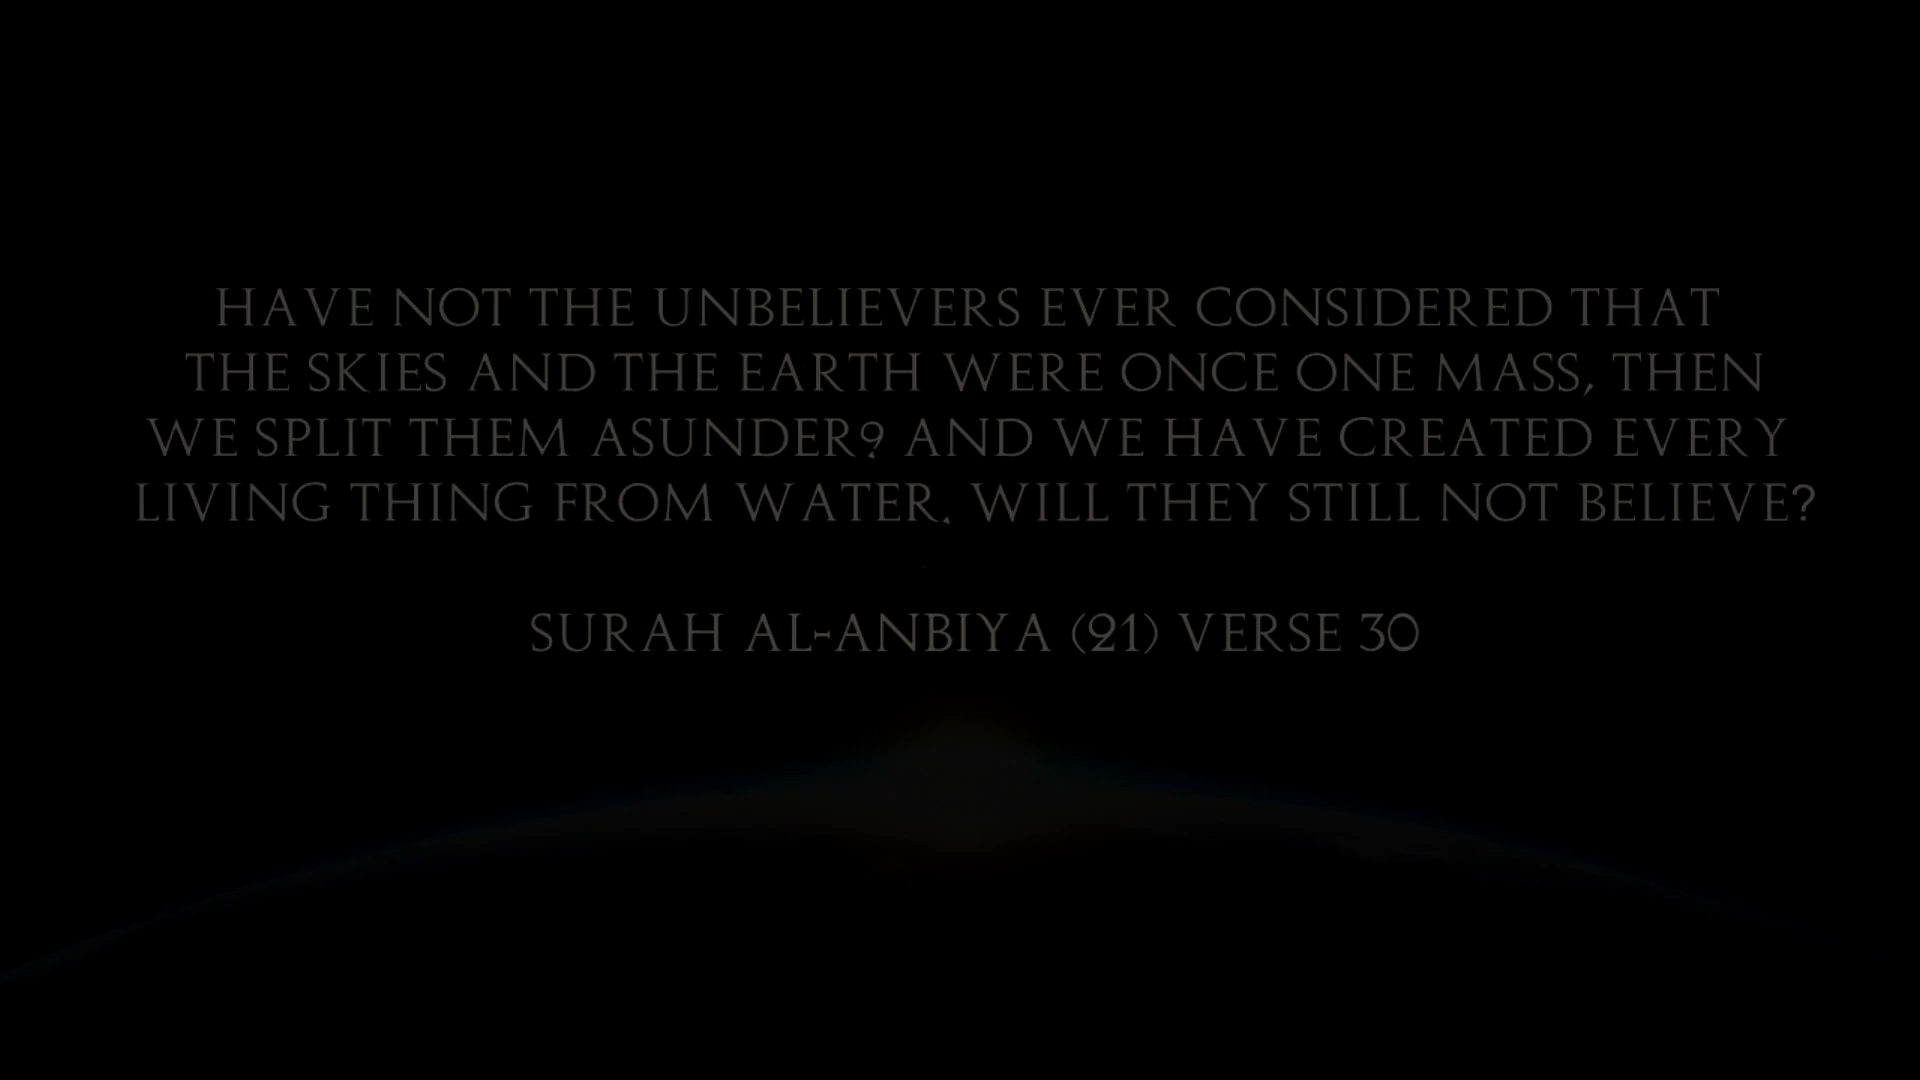 HAVE NOT THE UNBELIEVERS EVER CONSIDERED THAT
THE SKIES AND THE EARTH WERE ONCE ONE MASS, THEN
WE SPLIT THEM ASUNDER? AND WE HAVE CREATED EVERY
LIVING THING FROM WATER. WILL THEY STILL NOT BELIEVE?
SURAH AL-ANBIYA (21) VERSE 30